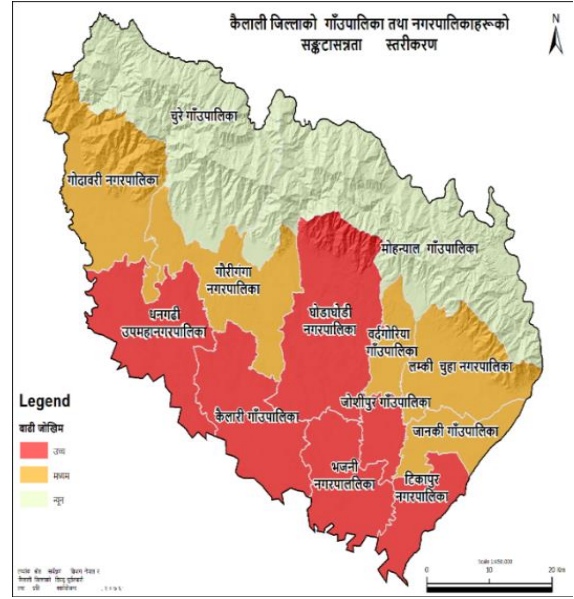 कैलाली जिल्लाको गाँउपालिका तथा नगरपालिकाहरूको
सङ्कटासन्नता स्तरीकरण
N
चुरे गाँउपालिका
गोदावरी नगरपालिका
मोहन्याल गाँउपालिका
गौरीगंगा
नगरपालिका
धनगढी
उपमहानगरपालिका
घोडाघोडी
नगरपालिका
वर्दगोरिया
गाँउपालिका
लम्की चुहा नगरपालिका
जोशीपुर गाँउपालिका
कैलारी गाँउपालिका
जानकी गाँउपालिका
भजनी
नगरपाललिका
टिकापुर
नगरपालिका
Legend
वाढी जोखिम
उच्च
मध्यम
न्यून
0 10 20 Km